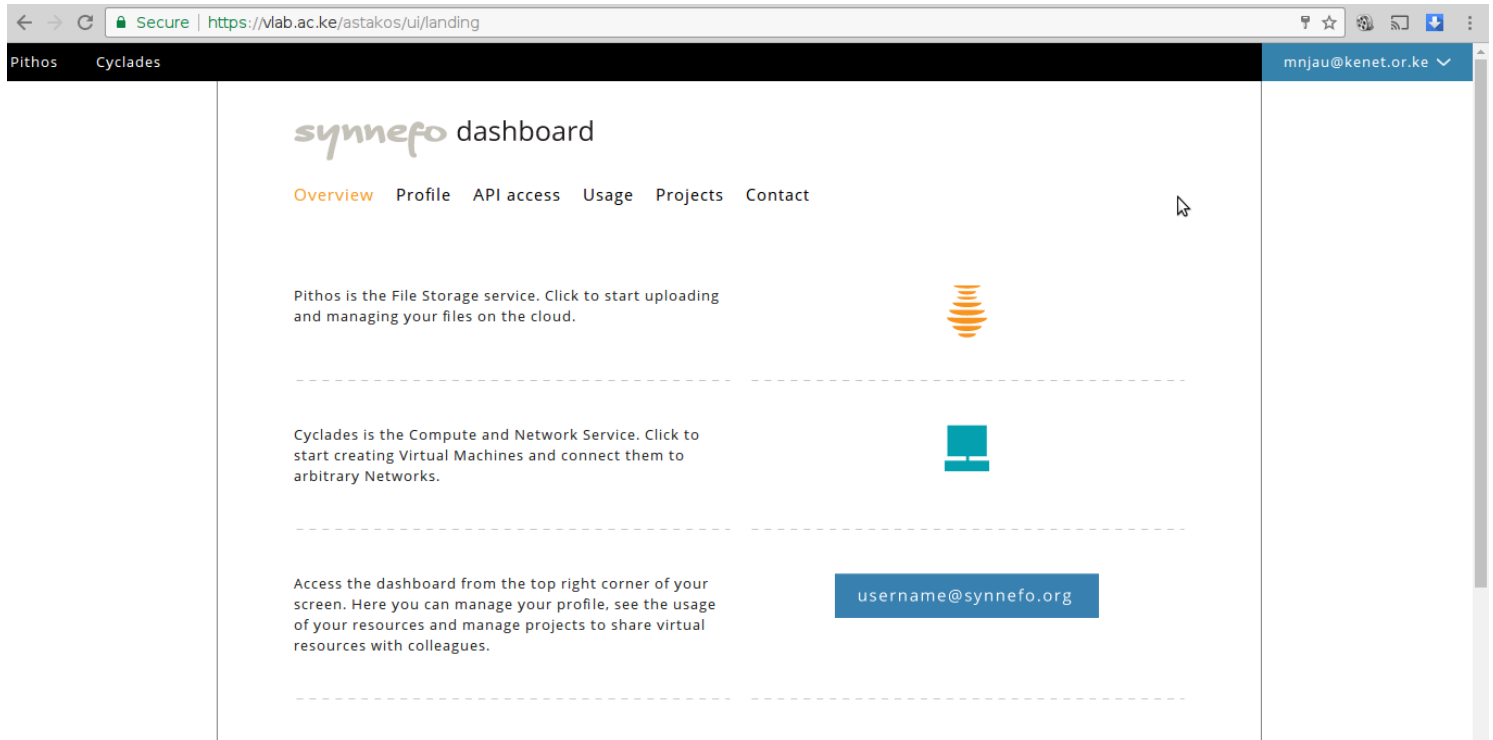 Secure | https://vlab.ac.ke/astakos/ui/landing
Pithos Cyclades mnjau@kenet.or.ke
synnefo dashboard
Overview Profile API access Usage Projects Contact
Pithos is the File Storage service. Click to start uploading
and managing your files on the cloud.
Cyclades is the Compute and Network Service. Click to
start creating Virtual Machines and connect them to
arbitrary Networks.
Access the dashboard from the top right corner of your
screen. Here you can manage your profile, see the usage
of your resources and manage projects to share virtual
resources with colleagues.
username@synnefo.org